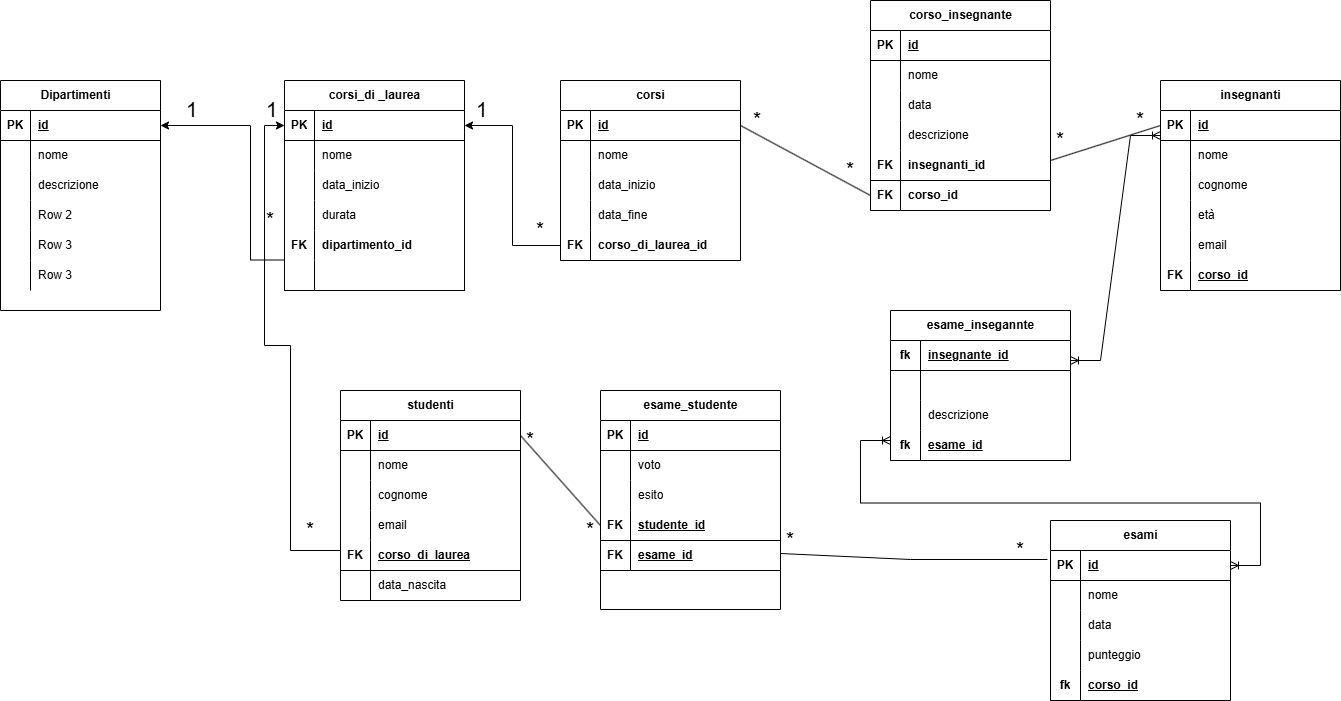 Dipartimenti
PK id
nome
descrizione
Row 2
Row 3
Row 3
1
1
*
corsi_di _laurea
PK id
nome
data_inizio
durata
FK dipartimento_id
1
*
corsi
PK id
nome
data_inizio
data_fine
FK corso_di_laurea_id
*
*
corso_insegnante
PK id
nome
data
descrizione
FK insegnanti_id
FK corso_id
*
*
insegnanti
PK id
nome
cognome
età
email
FK corso_id
esame_insegannte
fk insegnante_id
descrizione
fk esame_id
*
studenti
PK id
nome
cognome
email
FK corso_di_laurea
data_nascita
*
*
esame_studente
PK id
voto
esito
FK studente_id
FK esame_id
*
*
esami
PK id
nome
data
punteggio
fk corso_id